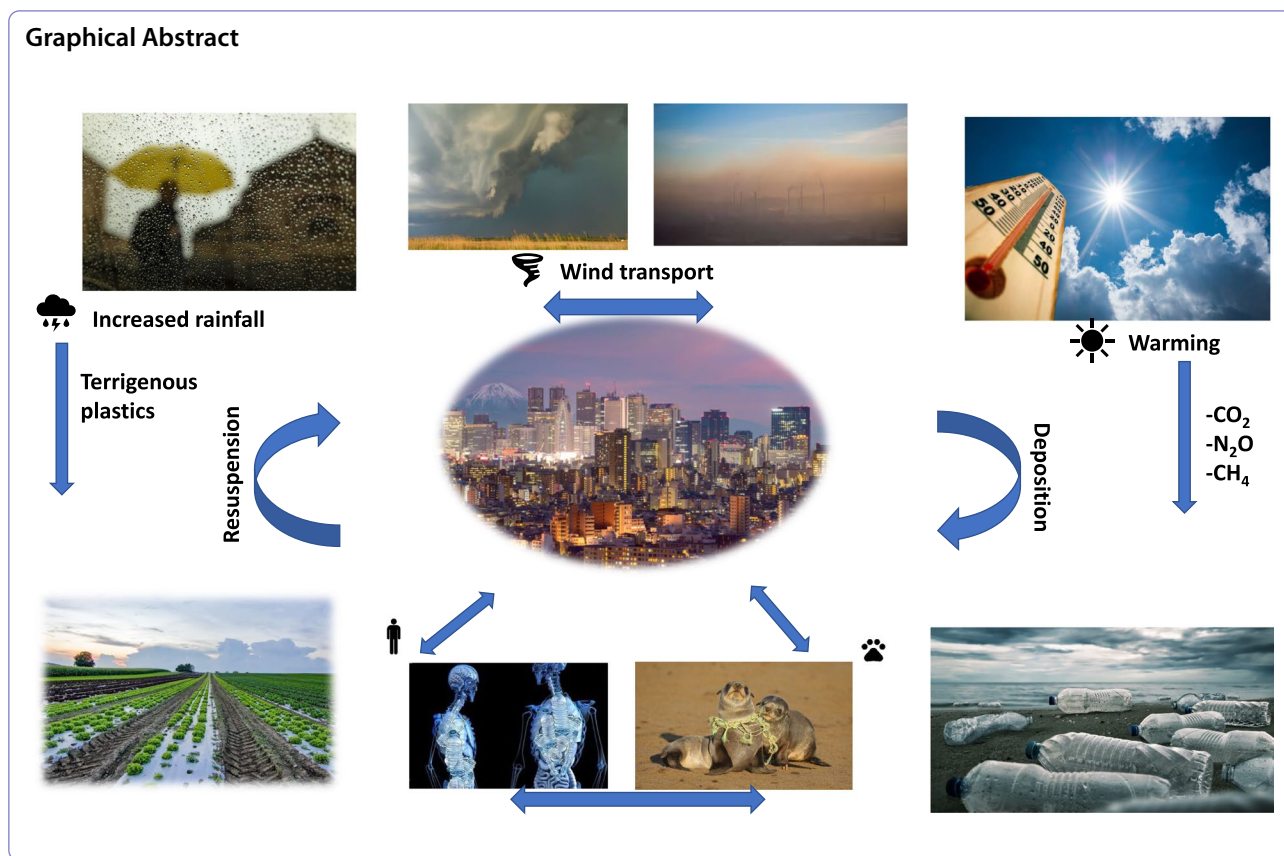 Graphical Abstract
Wind transport
Increased rainfall
Warming
Terrigenous
plastics
Resuspension
Deposition
-CO₂
-N₂O
-CH₄